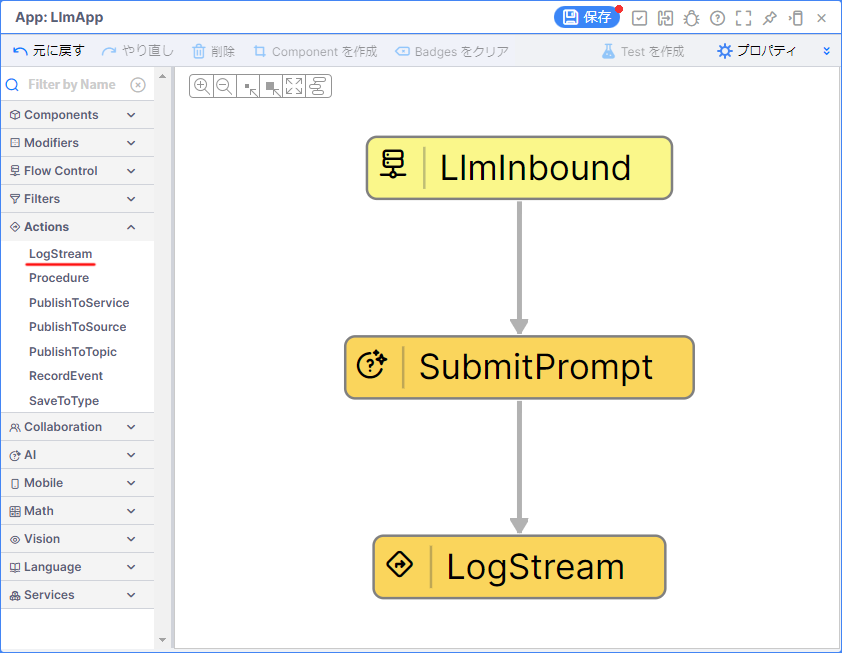 App: LlmApp
保存
元に戻す
やり直し
削除
Component を作成
Badges をクリア
Test を作成
プロパティ
Filter by Name
Components
Modifiers
Flow Control
Filters
Actions
LogStream
Procedure
PublishToService
PublishToSource
PublishToTopic
RecordEvent
SaveToType
Collaboration
AI
Mobile
Math
Vision
Language
Services
LlmInbound
SubmitPrompt
LogStream